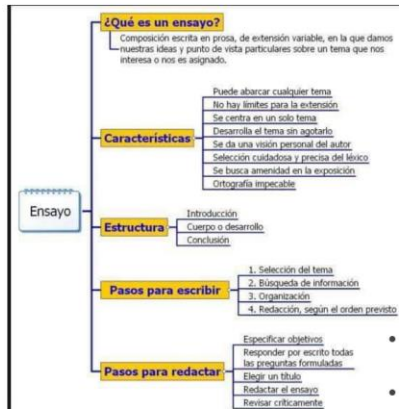 ¿Qué es un ensayo?
Composición escrita en prosa, de extensión variable, en la que damos
nuestras ideas y punto de vista particulares sobre un tema que nos
interesa o nos es asignado.
Ensayo
Características
Puede abarcar cualquier tema
No hay límites para la extensión
Se centra en un solo tema
Desarrolla el tema sin agotarlo
Se da una visión personal del autor
Selección cuidadosa y precisa del léxico
Se busca amenidad en la exposición
Ortografía impecable
Estructura
Introducción
Cuerpo o desarrollo
Conclusión
Pasos para escribir
1. Selección del tema
2. Búsqueda de información
3. Organización
4. Redacción, según el orden previsto
Pasos para redactar
Especificar objetivos
Responder por escrito todas
las preguntas formuladas
Elegir un título
Redactar el ensayo
Revisar críticamente